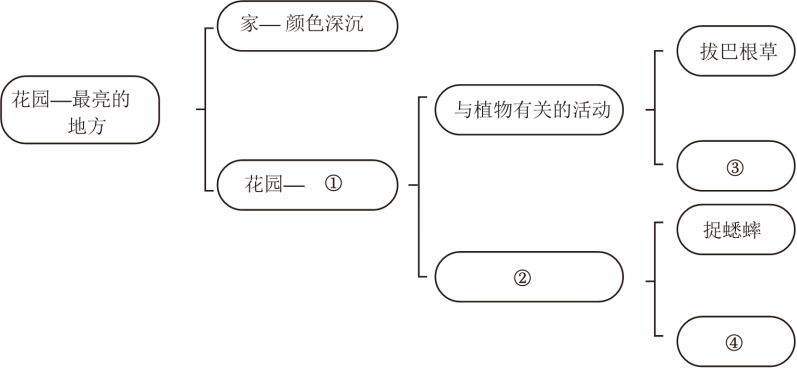 家— 颜色深沉
花园—最亮的
地方
花园— ①
与植物有关的活动
拔巴根草
③
②
捉蟋蟀
④